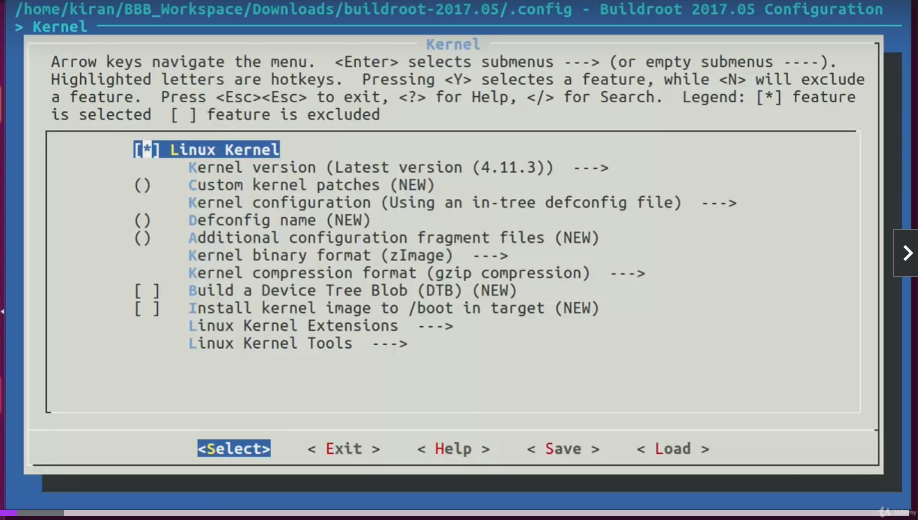 /home/kiran/BBB_Workspace/Downloads/buildroot-2017.05/.config - Buildroot 2017.05 Configuration
> Kernel
Kernel
Arrow keys navigate the menu.  <Enter> selects submenus ---> (or empty submenus ----).
Highlighted letters are hotkeys.  Pressing <Y> selectes a feature, while <N> will exclude
a feature.  Press <Esc><Esc> to exit, <?> for Help, </> for Search.  Legend: [*] feature
is selected  [ ] feature is excluded
[*] Linux Kernel
Kernel version (Latest version (4.11.3))  --->
()    Custom kernel patches (NEW)
Kernel configuration (Using an in-tree defconfig file)  --->
()    Defconfig name (NEW)
()    Additional configuration fragment files (NEW)
Kernel binary format (zImage)  --->
Kernel compression format (gzip compression)  --->
[ ]   Build a Device Tree Blob (DTB) (NEW)
[ ]   Install kernel image to /boot in target (NEW)
Linux Kernel Extensions  --->
Linux Kernel Tools  --->
<Select>    < Exit >    < Help >    < Save >    < Load >
Udemy